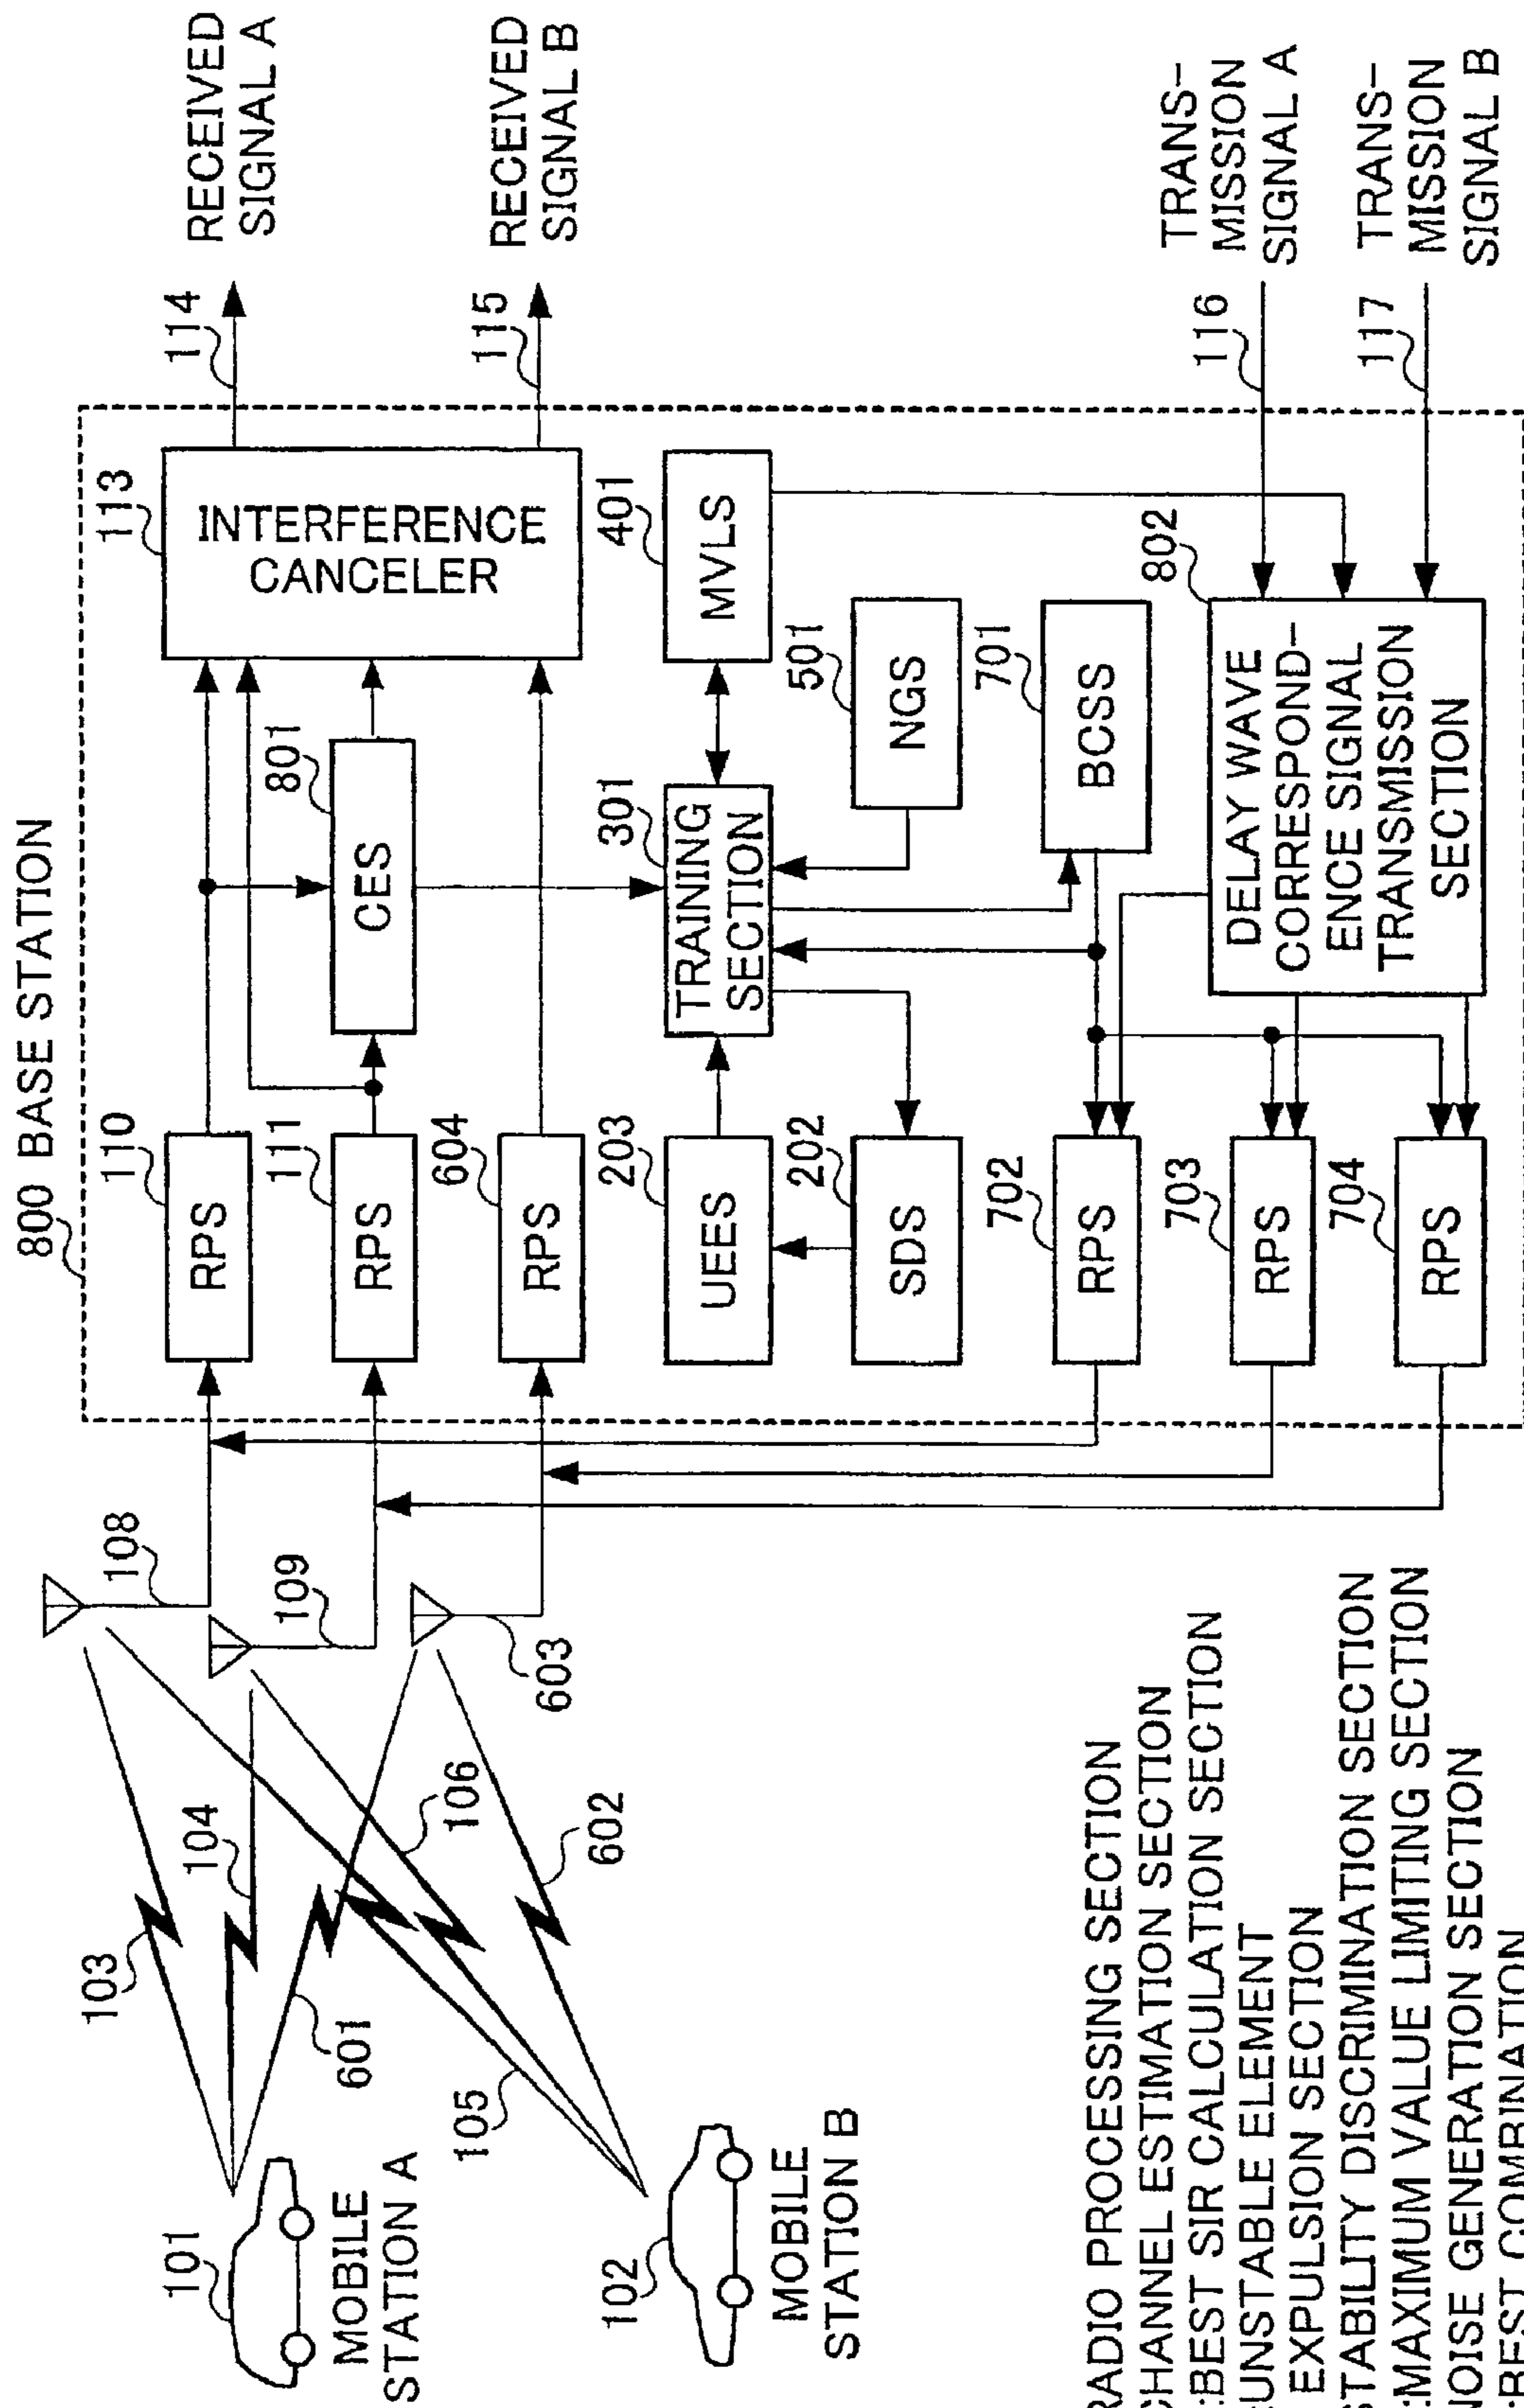 800 BASE STATION
RECEIVED
SIGNAL A
RECEIVED
SIGNAL B
114
115
113
INTERFERENCE
CANCELER
110
RPS
111
RPS
604
RPS
801
CES
203
UEES
202
SDS
301
TRAINING
SECTION
401
MVLS
501
NGS
701
BCSS
702
RPS
703
RPS
704
RPS
802
DELAY WAVE
CORRESPOND-
ENCE SIGNAL
TRANSMISSION
SECTION
TRANS-
MISSION
SIGNAL A
116
TRANS-
MISSION
SIGNAL B
117
108
109
603
103
104
601
105
106
602
101
MOBILE
STATION A
102
MOBILE
STATION B
RADIO PROCESSING SECTION
CHANNEL ESTIMATION SECTION
:BEST SIR CALCULATION SECTION
:UNSTABLE ELEMENT
EXPULSION SECTION
STABILITY DISCRIMINATION SECTION
:MAXIMUM VALUE LIMITING SECTION
NOISE GENERATION SECTION
:BEST COMBINATION